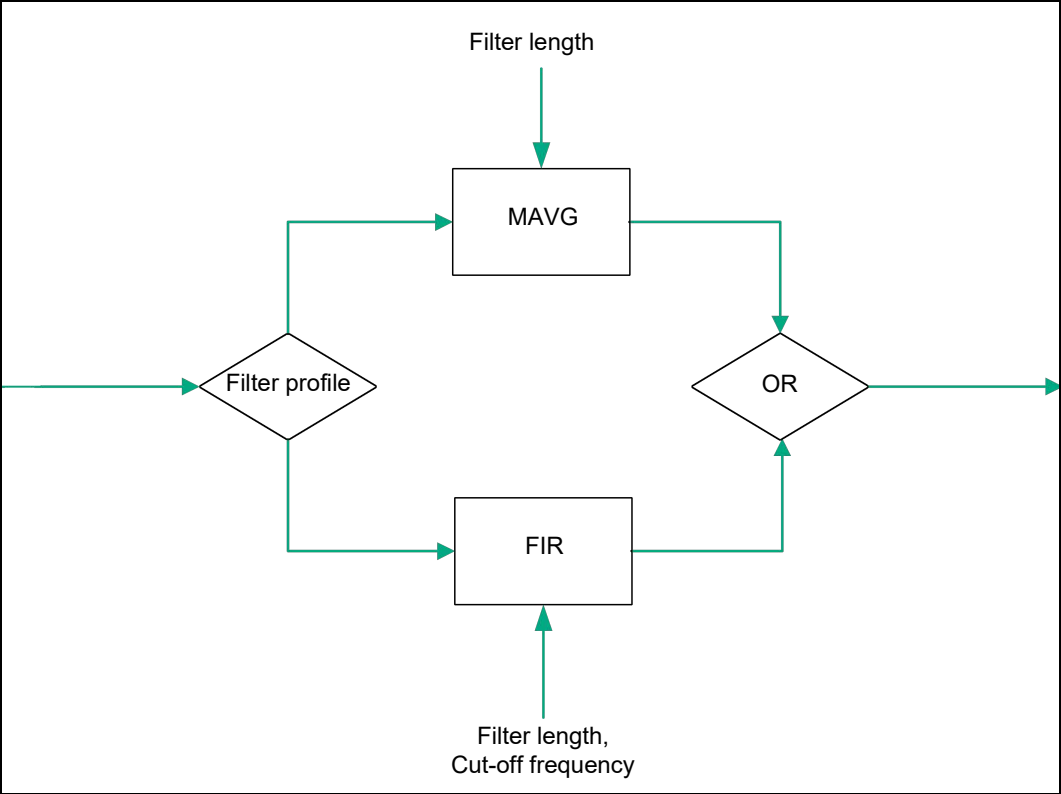 Filter length
MAVG
Filter profile
OR
FIR
Filter length,
Cut-off frequency